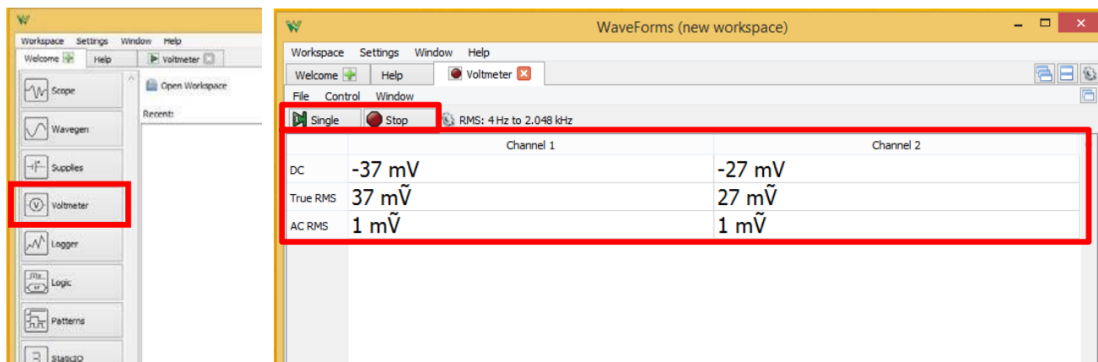 Workspace Settings Window Help
Welcome Help voltmeter
Scope
Open Workspace
Recent:
Wavegen
Supplies
Voltmeter
Logger
Logic
Patterns
StaticIO
WaveForms (new workspace)
Workspace Settings Window Help
Welcome Help Voltmeter
File Control Window
Single Stop RMS: 4 Hz to 2.048 kHz
Channel 1 Channel 2
DC -37 mV -27 mV
True RMS 37 mṼ 27 mṼ
AC RMS 1 mṼ 1 mṼ